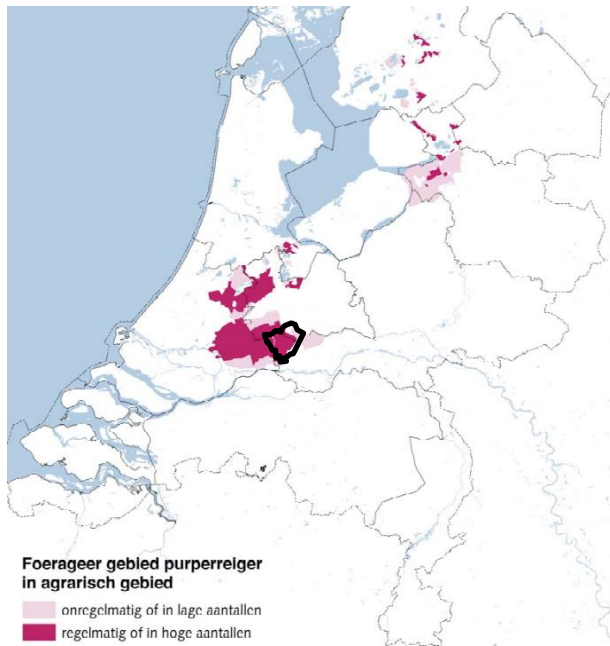 Foerageer gebied purperreiger
in agrarisch gebied
onregelmatig of in lage aantallen
regelmatig of in hoge aantallen